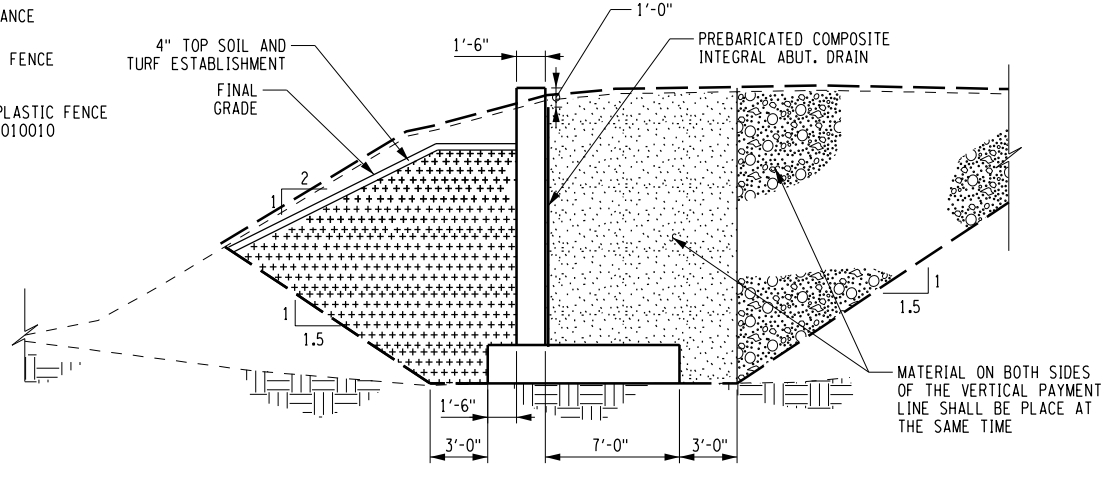 ANCE
FENCE
PLASTIC FENCE
010010
4" TOP SOIL AND
TURF ESTABLISHMENT
FINAL
GRADE
1'-6"
1'-0"
PREBARICATED COMPOSITE
INTEGRAL ABUT. DRAIN
2
1
1
1.5
1
1.5
MATERIAL ON BOTH SIDES
OF THE VERTICAL PAYMENT
LINE SHALL BE PLACE AT
THE SAME TIME
1'-6"
3'-0"
7'-0"
3'-0"